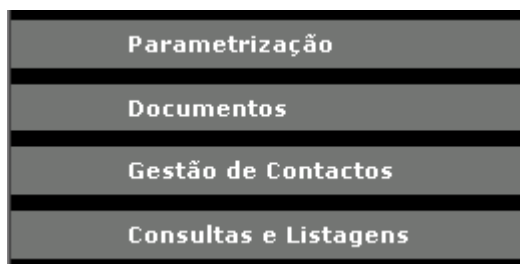 Parametrização
Documentos
Gestão de Contactos
Consultas e Listagens